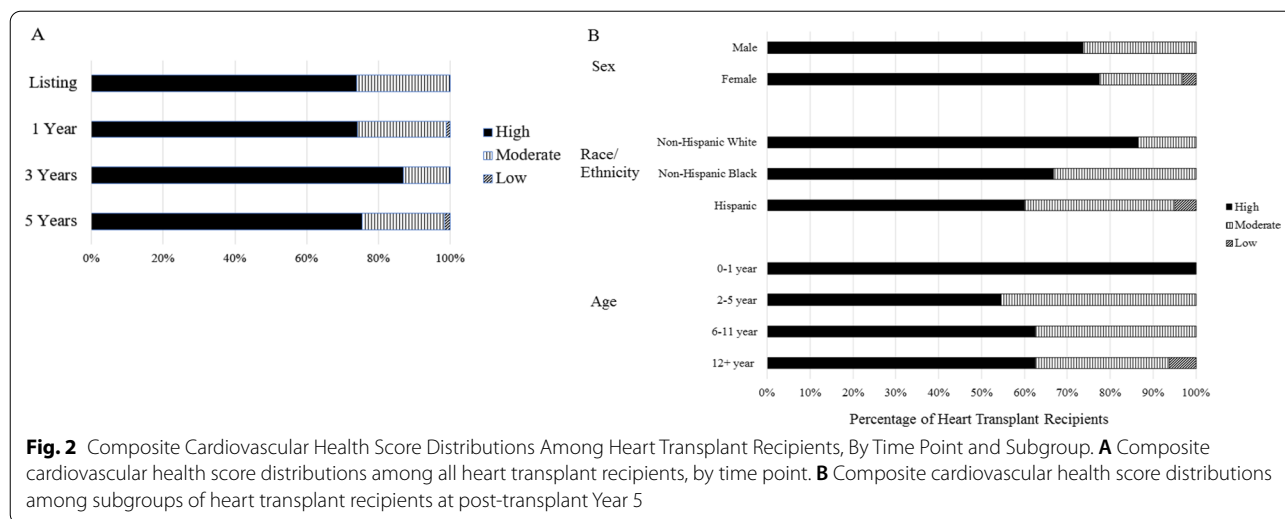 A
Listing
1 Year
3 Years
5 Years
0% 20% 40% 60% 80% 100%
High
Moderate
Low
B
Sex
Male
Female
Race/
Ethnicity
Non-Hispanic White
Non-Hispanic Black
Hispanic
Age
0-1 year
2-5 year
6-11 year
12+ year
0% 10% 20% 30% 40% 50% 60% 70% 80% 90% 100%
Percentage of Heart Transplant Recipients
High
Moderate
Low
Fig. 2 Composite Cardiovascular Health Score Distributions Among Heart Transplant Recipients, By Time Point and Subgroup. A Composite
cardiovascular health score distributions among all heart transplant recipients, by time point. B Composite cardiovascular health score distributions
among subgroups of heart transplant recipients at post-transplant Year 5